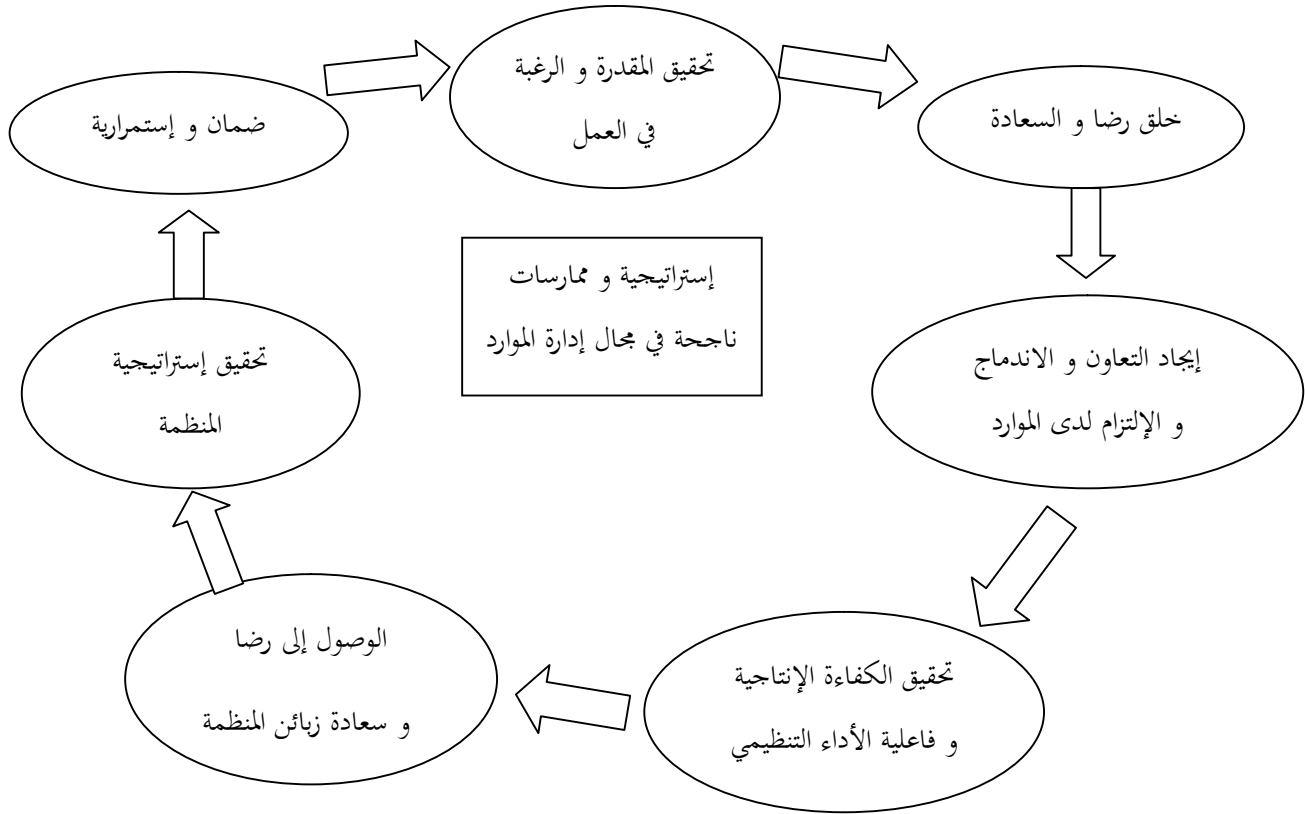 تحقيق المقدرة و الرغبة
في العمل
خلق رضا و السعادة
إيجاد التعاون و الاندماج
و الإلتزام لدى الموارد
تحقيق الكفاءة الإنتاجية
و فاعلية الأداء التنظيمي
الوصول إلى رضا
و سعادة زبائن المنظمة
تحقيق إستراتيجية
المنظمة
ضمان و إستمرارية
إستراتيجية و ممارسات
ناجحة في مجال إدارة الموارد